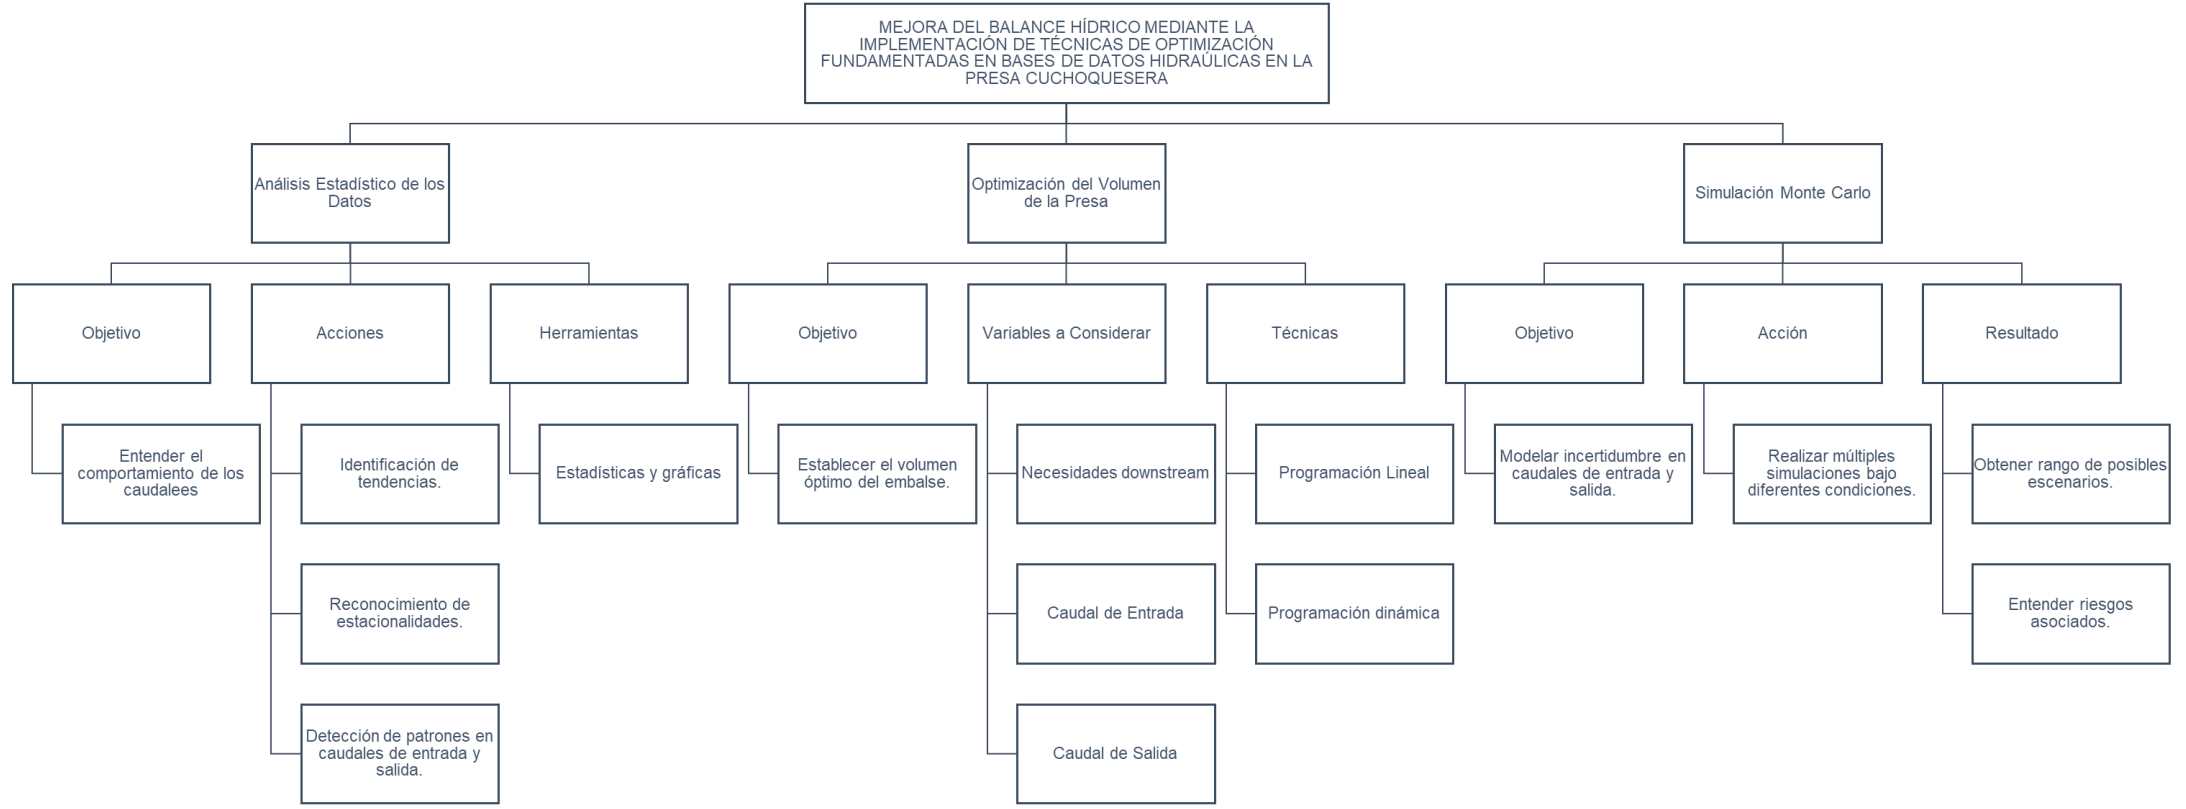 MEJORA DEL BALANCE HÍDRICO MEDIANTE LA
IMPLEMENTACIÓN DE TÉCNICAS DE OPTIMIZACIÓN
FUNDAMENTADAS EN BASES DE DATOS HIDRAÚLICAS EN LA
PRESA CUCHOQUESERA
Análisis Estadístico de los
Datos
Optimización del Volumen
de la Presa
Simulación Monte Carlo
Objetivo
Acciones
Herramientas
Objetivo
Variables a Considerar
Técnicas
Objetivo
Acción
Resultado
Entender el
comportamiento de los
caudalees
Identificación de
tendencias.
Estadísticas y gráficas
Establecer el volumen
óptimo del embalse.
Necesidades downstream
Programación Lineal
Modelar incertidumbre en
caudales de entrada y
salida.
Realizar múltiples
simulaciones bajo
diferentes condiciones.
Obtener rango de posibles
escenarios.
Reconocimiento de
estacionalidades.
Caudal de Entrada
Programación dinámica
Entender riesgos
asociados.
Detección de patrones en
caudales de entrada y
salida.
Caudal de Salida